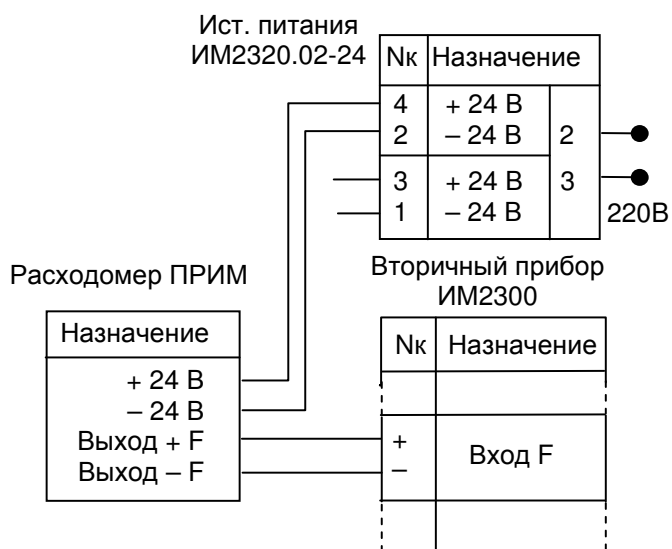 Ист. питания
ИМ2320.02-24
Nк Назначение
4 + 24 В
2 – 24 В 2
3 + 24 В 3
1 – 24 В 220В
Расходомер ПРИМ
Назначение
+ 24 В
– 24 В
Выход + F
Выход – F
Вторичный прибор
ИМ2300
Nк Назначение
+
–
Вход F